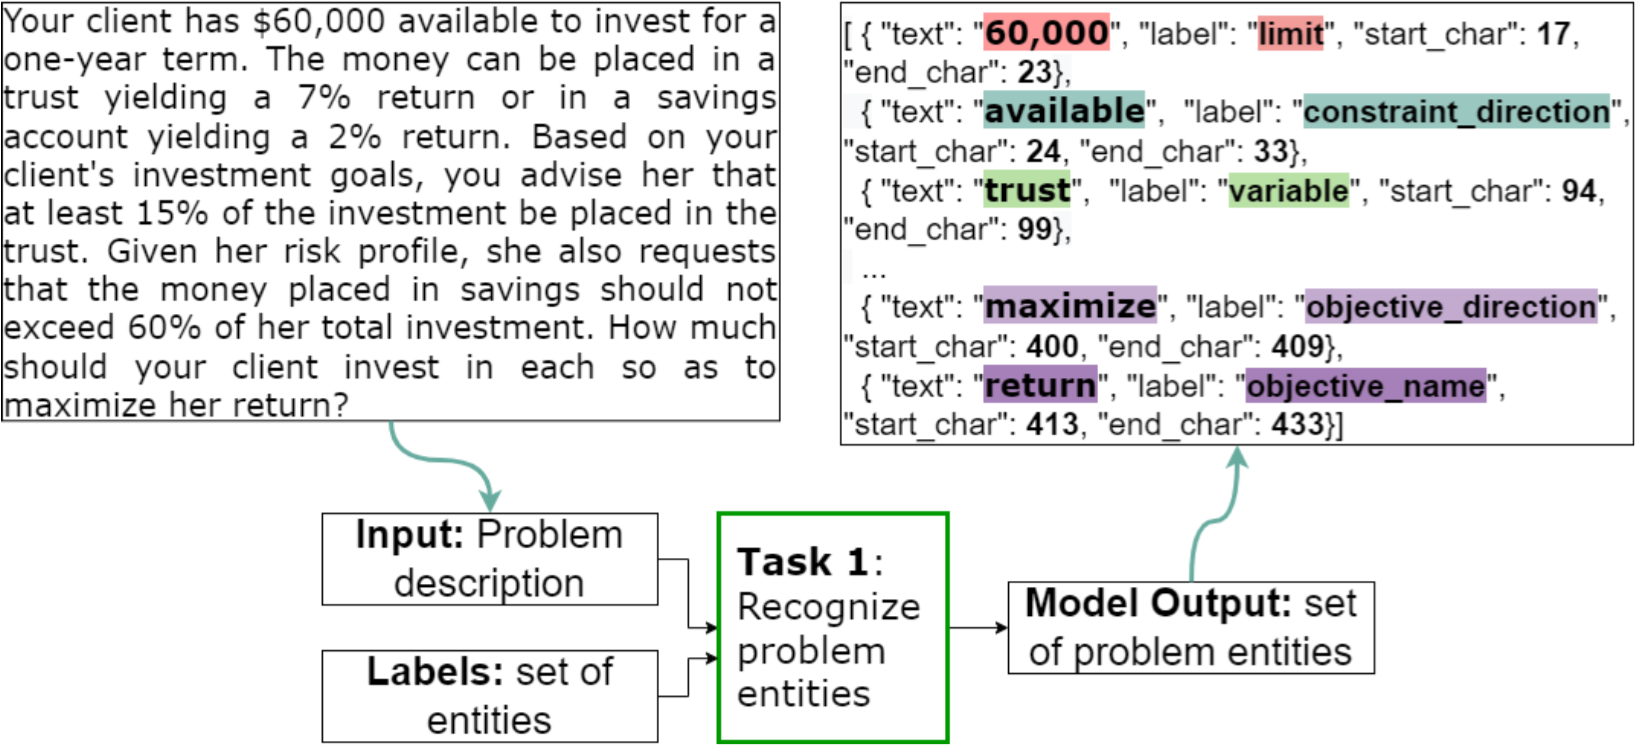 Your client has $60,000 available to invest for a
one-year term. The money can be placed in a
trust yielding a 7% return or in a savings
account yielding a 2% return. Based on your
client's investment goals, you advise her that
at least 15% of the investment be placed in the
trust. Given her risk profile, she also requests
that the money placed in savings should not
exceed 60% of her total investment. How much
should your client invest in each so as to
maximize her return?
[ { "text": "60,000", "label": "limit", "start_char": 17,
"end_char": 23},
{ "text": "available", "label": "constraint_direction",
"start_char": 24, "end_char": 33},
{ "text": "trust", "label": "variable", "start_char": 94,
"end_char": 99},
...
{ "text": "maximize", "label": "objective_direction",
"start_char": 400, "end_char": 409},
{ "text": "return", "label": "objective_name",
"start_char": 413, "end_char": 433}]
Input: Problem
description
Labels: set of
entities
Task 1:
Recognize
problem
entities
Model Output: set
of problem entities